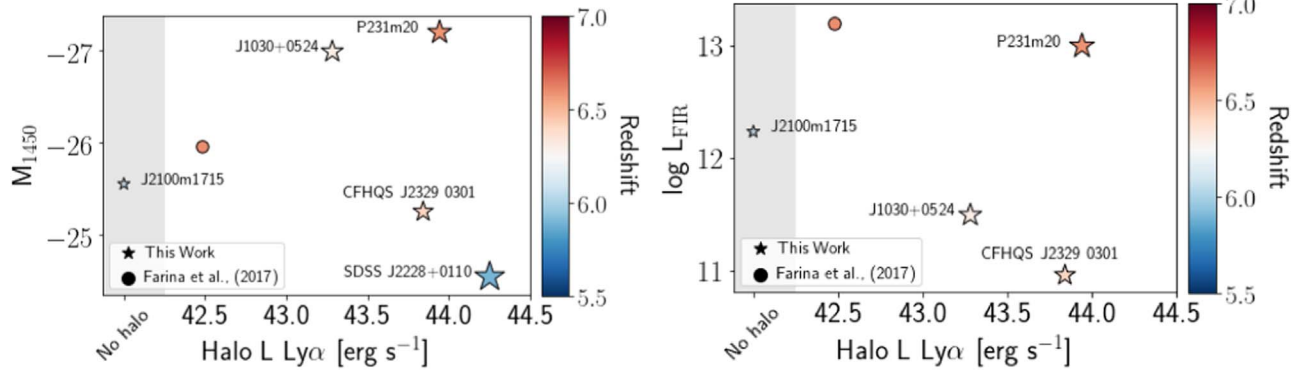 −27
−26
−25
M1450
P231m20
J1030+0524
J2100m1715
CFHQS J2329 0301
SDSS J2228+0110
This Work
Farina et al., (2017)
No halo
42.5
43.0
43.5
44.0
44.5
Halo L Lyα [erg s−1]
7.0
6.5
6.0
5.5
Redshift
13
12
11
log LFIR
P231m20
J2100m1715
J1030+0524
CFHQS J2329 0301
This Work
Farina et al., (2017)
No halo
42.5
43.0
43.5
44.0
44.5
Halo L Lyα [erg s−1]
7.0
6.5
6.0
5.5
Redshift